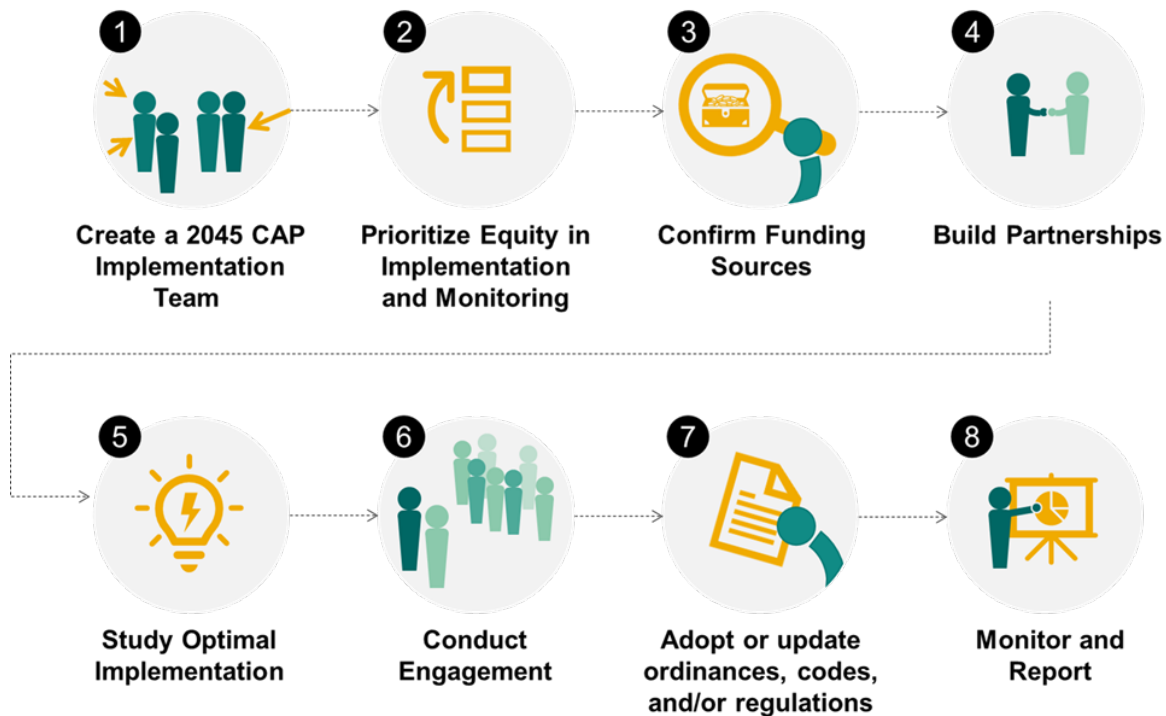 1
Create a 2045 CAP
Implementation
Team
2
Prioritize Equity in
Implementation
and Monitoring
3
Confirm Funding
Sources
4
Build Partnerships
5
Study Optimal
Implementation
6
Conduct
Engagement
7
Adopt or update
ordinances, codes,
and/or regulations
8
Monitor and
Report